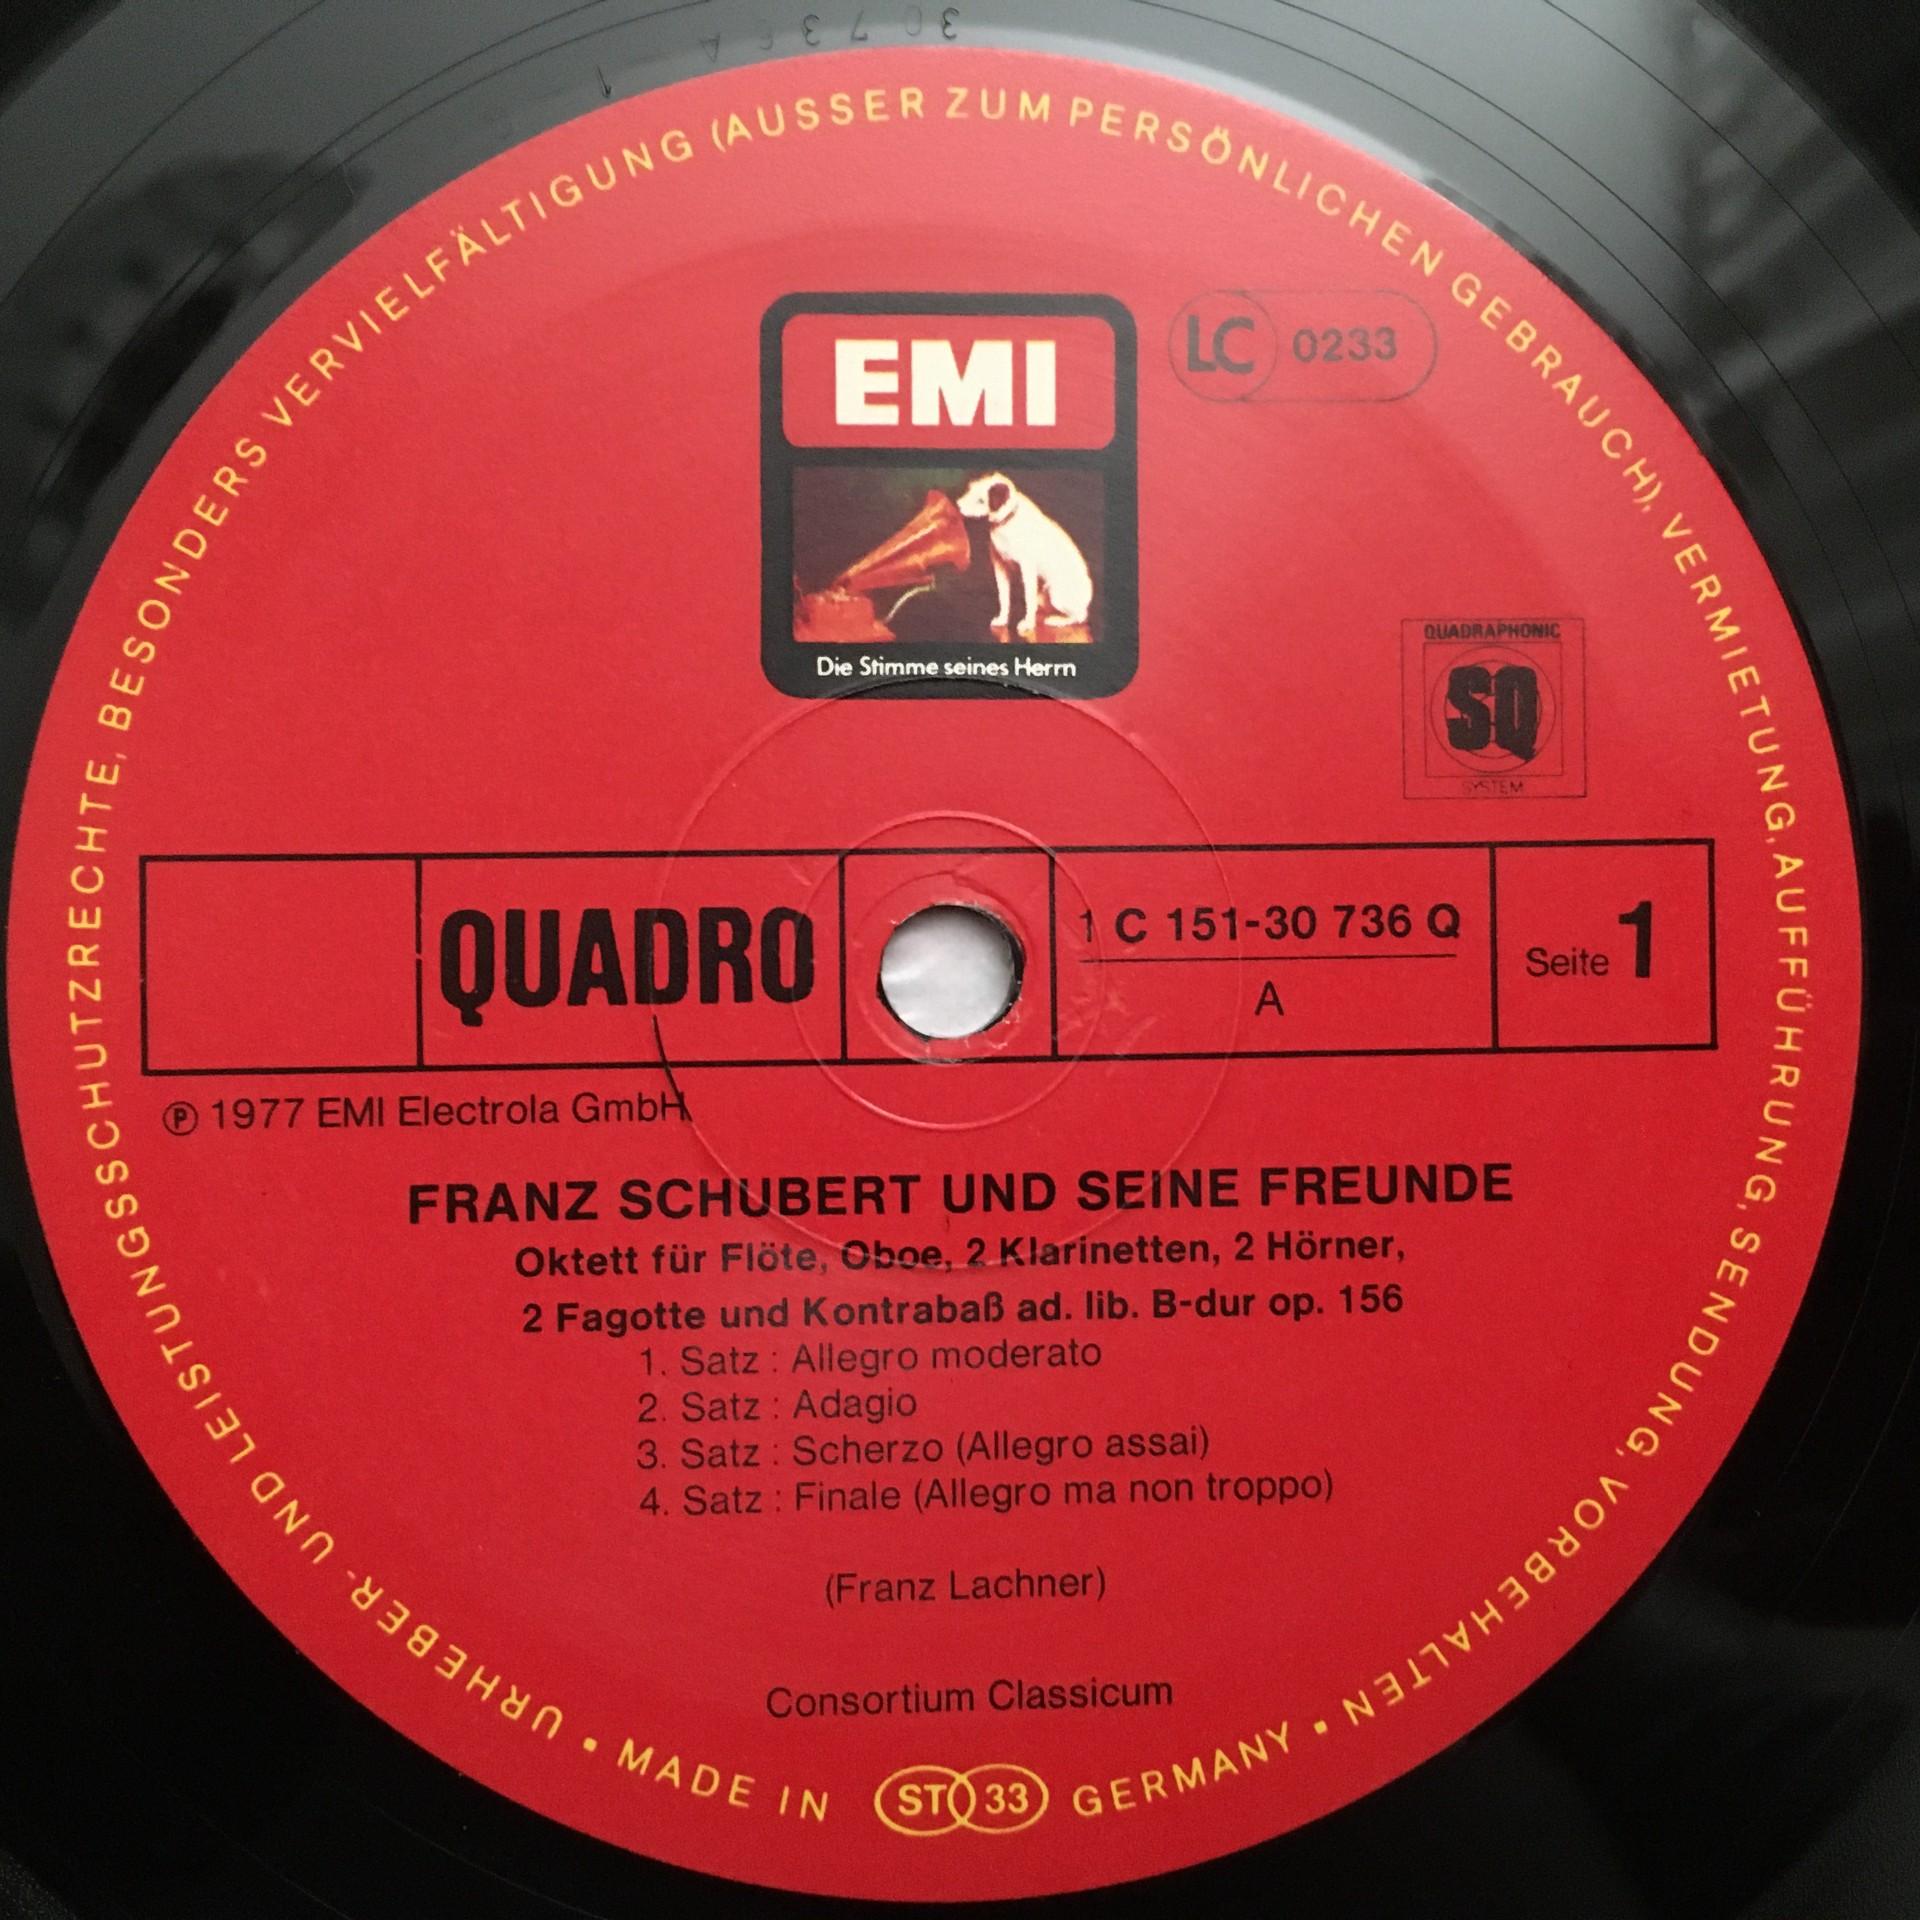 30736 A
URHEBER- UND LEISTUNGSSCHUTZRECHTE, BESONDERS VERVIELFÄLTIGUNG (AUSSER ZUM PERSÖNLICHEN GEBRAUCH), VERMIETUNG, AUFFÜHRUNG, SENDUNG, VORBEHALTEN
EMI
LC 0233
Die Stimme seines Herrn
QUADRAPHONIC
SQ
SYSTEM
QUADRO
1 C 151-30 736 Q
A
Seite 1
Ⓟ 1977 EMI Electrola GmbH
FRANZ SCHUBERT UND SEINE FREUNDE
Oktett für Flöte, Oboe, 2 Klarinetten, 2 Hörner,
2 Fagotte und Kontrabaß ad. lib. B-dur op. 156
1. Satz : Allegro moderato
2. Satz : Adagio
3. Satz : Scherzo (Allegro assai)
4. Satz : Finale (Allegro ma non troppo)
(Franz Lachner)
Consortium Classicum
• MADE IN ST 33 GERMANY •